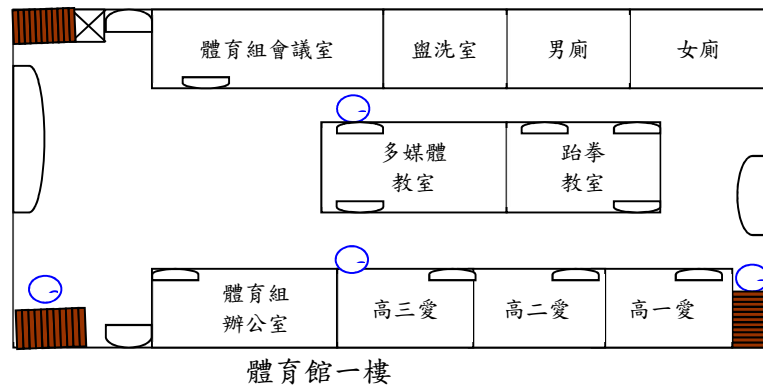 體育組會議室
盥洗室
男廁
女廁
多媒體
教室
跆拳
教室
體育組
辦公室
高三愛
高二愛
高一愛
體育館一樓